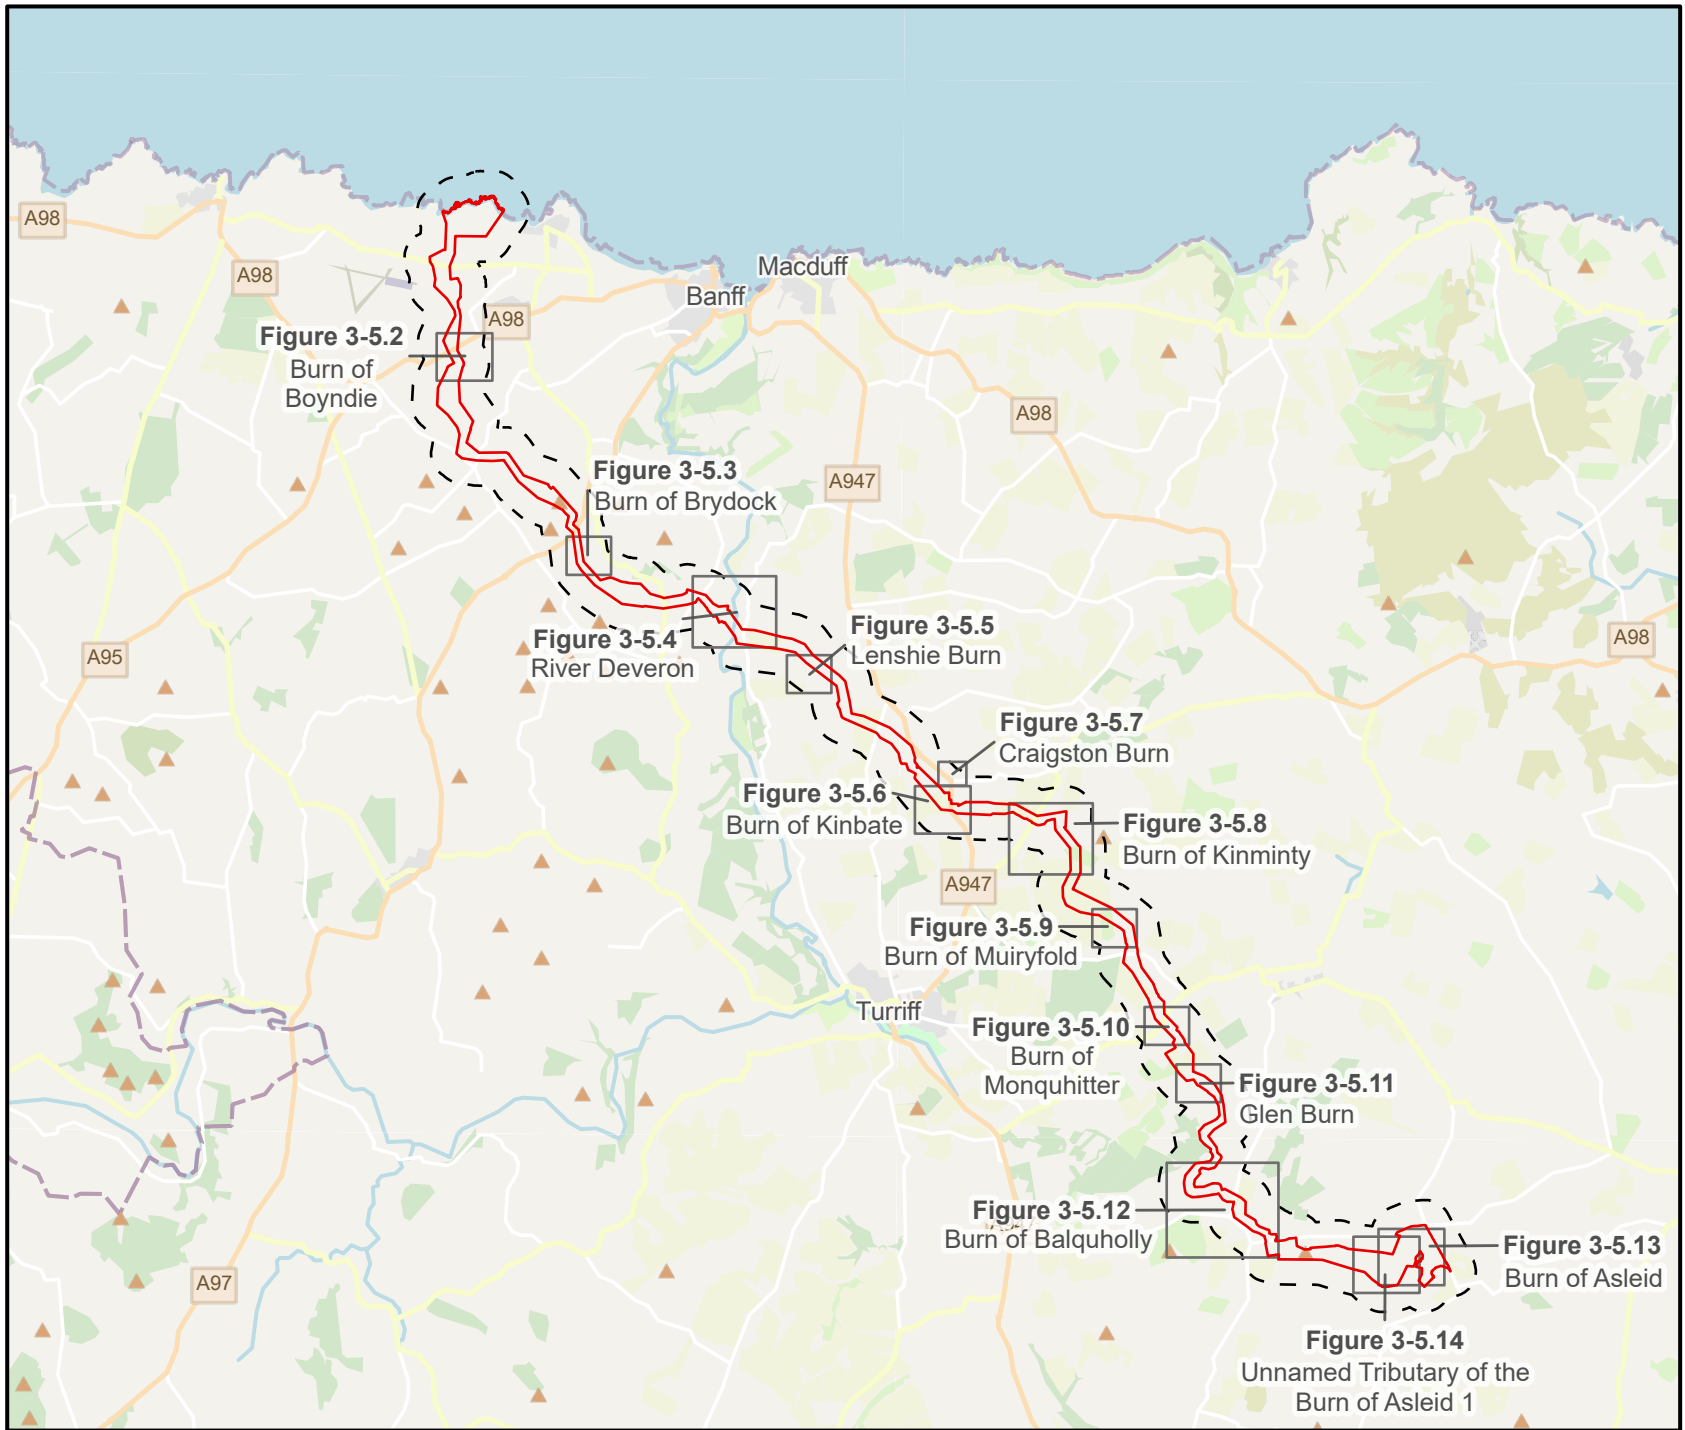 A98
A98
Macduff
Banff
A98
Figure 3-5.2
Burn of
Boyndie
A98
Figure 3-5.3
Burn of Brydock
A947
Figure 3-5.4
River Deveron
Figure 3-5.5
Lenshie Burn
A98
A95
Figure 3-5.7
Craigston Burn
Figure 3-5.6
Burn of Kinbate
Figure 3-5.8
Burn of Kinminty
A947
Figure 3-5.9
Burn of Muiryfold
Turriff
Figure 3-5.10
Burn of
Monquhitter
Figure 3-5.11
Glen Burn
Figure 3-5.12
Burn of Balquholly
Figure 3-5.13
Burn of Asleid
A97
Figure 3-5.14
Unnamed Tributary of the
Burn of Asleid 1